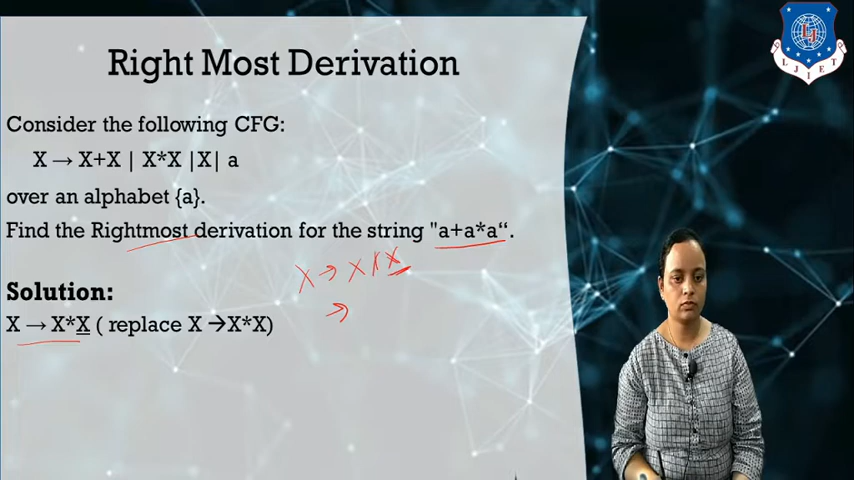 Right Most Derivation
LJIET
Consider the following CFG:
X → X+X | X*X |X| a
over an alphabet {a}.
Find the Rightmost derivation for the string "a+a*a“.
X → X * X
→
Solution:
X → X*X ( replace X →X*X)